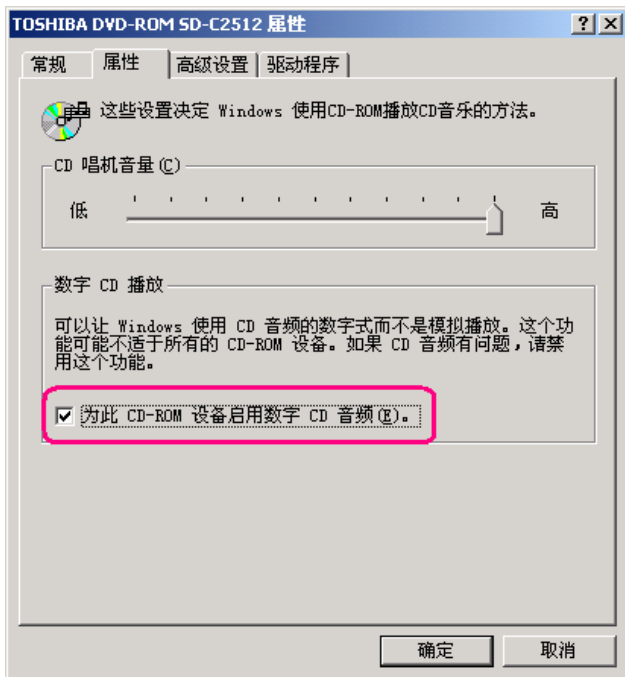 TOSHIBA DVD-ROM SD-C2512 属性
常规 属性 高级设置 驱动程序
这些设置决定 Windows 使用CD-ROM播放CD音乐的方法。
CD 唱机音量(C)
低 高
数字 CD 播放
可以让 Windows 使用 CD 音频的数字式而不是模拟播放。这个功
能可能不适于所有的 CD-ROM 设备。如果 CD 音频有问题，请禁
用这个功能。
为此 CD-ROM 设备启用数字 CD 音频(E)。
确定 取消